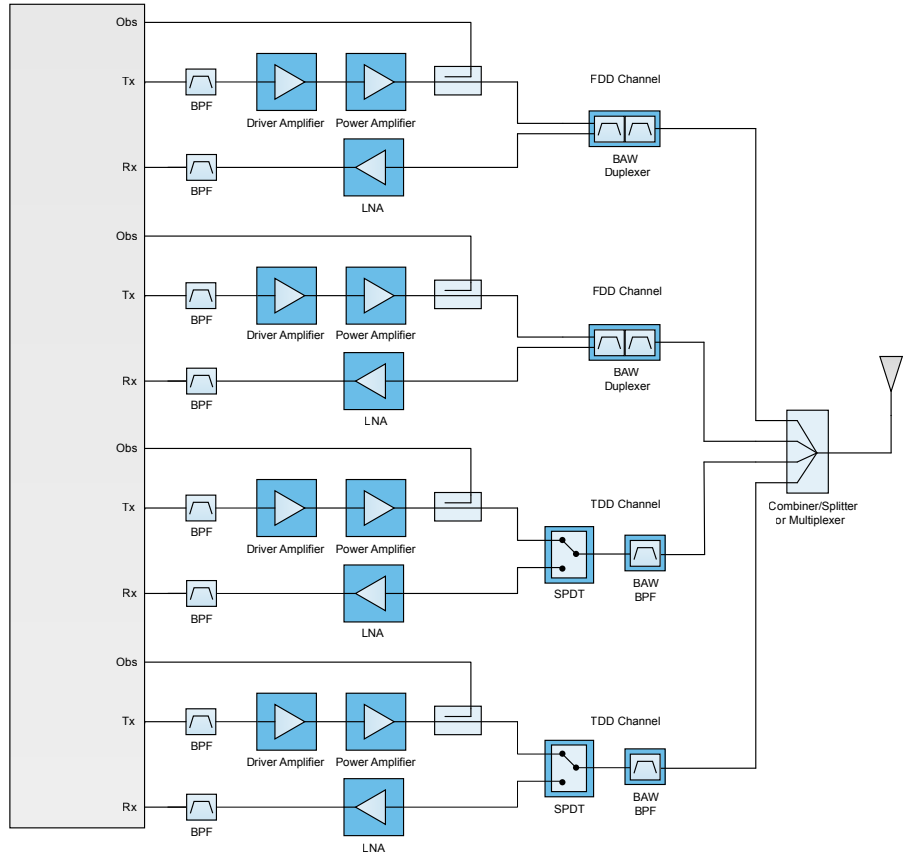 Obs
Tx
BPF
Driver Amplifier
Power Amplifier
FDD Channel
BAW
Duplexer
Rx
BPF
LNA
Obs
Tx
BPF
Driver Amplifier
Power Amplifier
FDD Channel
BAW
Duplexer
Rx
BPF
LNA
Obs
Tx
BPF
Driver Amplifier
Power Amplifier
TDD Channel
SPDT
BAW
BPF
Rx
BPF
LNA
Combiner/Splitter
or Multiplexer
Obs
Tx
BPF
Driver Amplifier
Power Amplifier
TDD Channel
SPDT
BAW
BPF
Rx
BPF
LNA